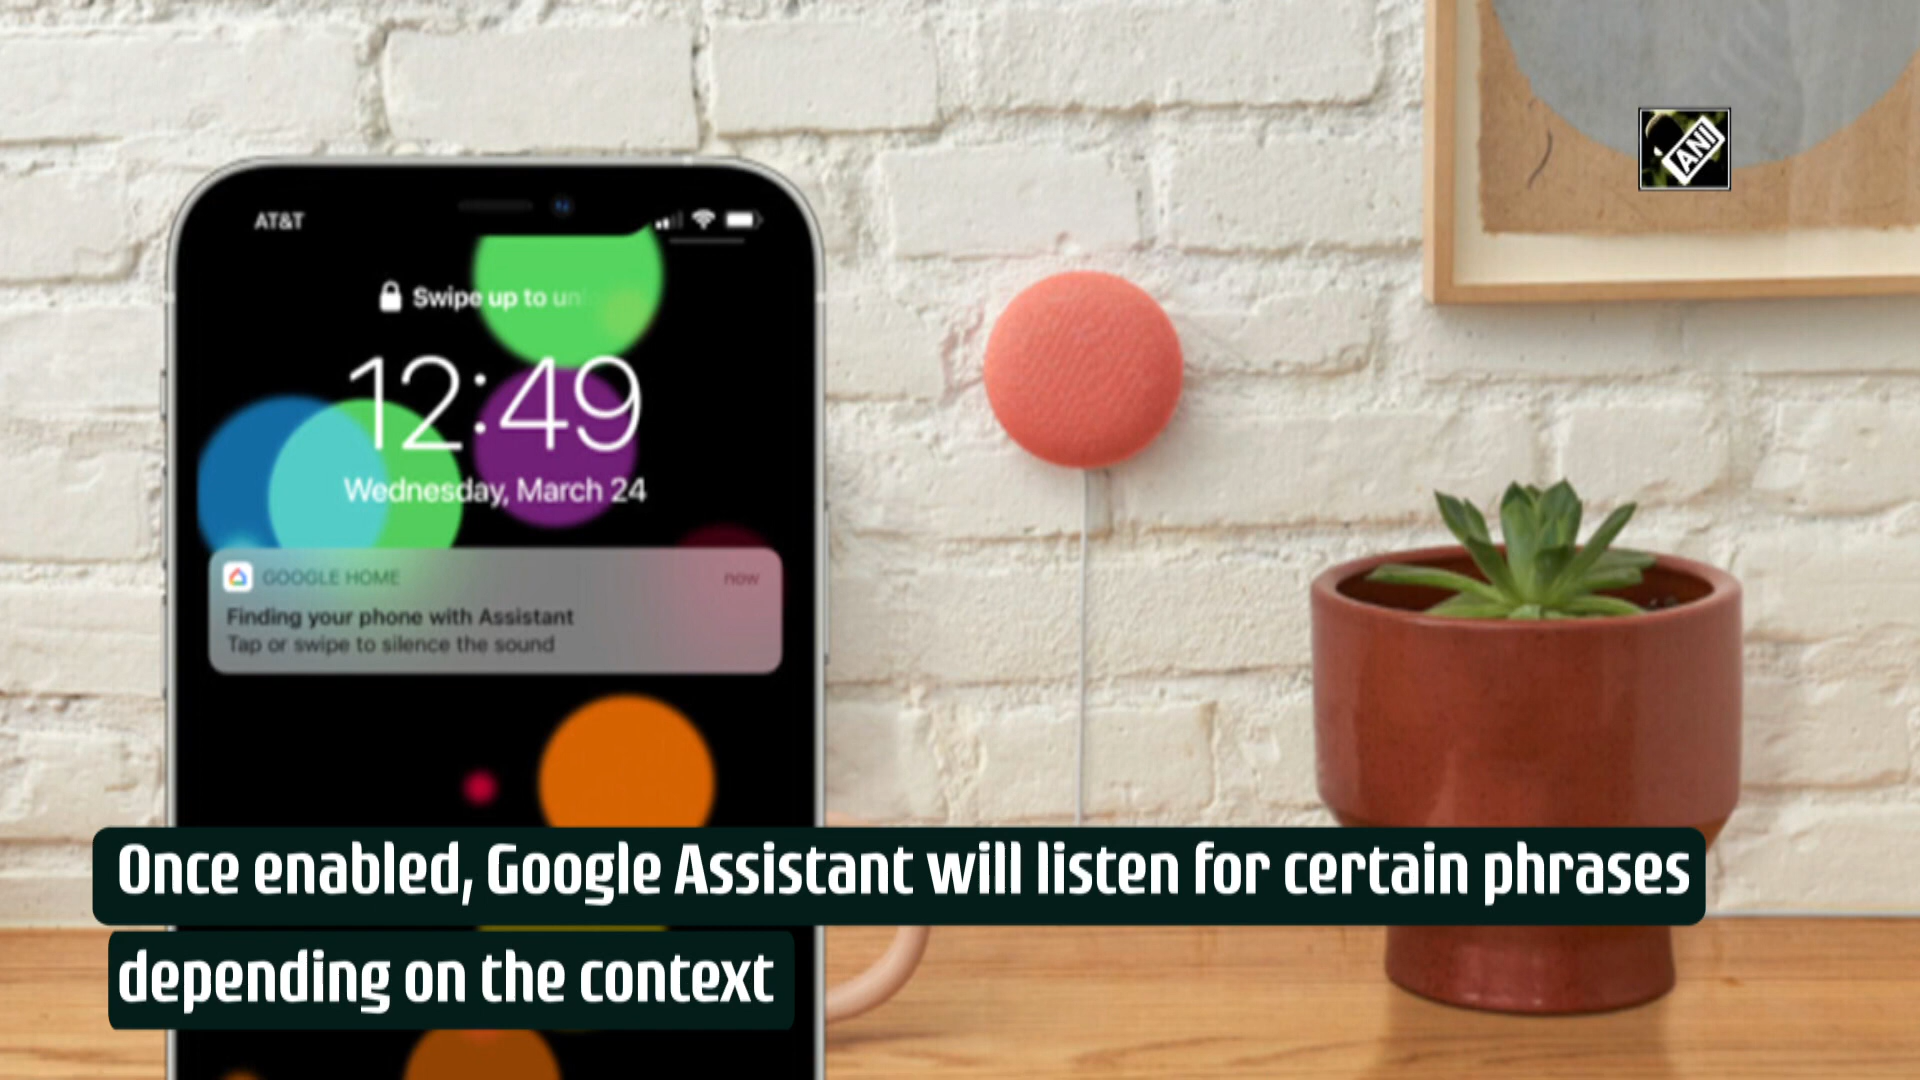 ANI
AT&T
Swipe up to un
12:49
Wednesday, March 24
GOOGLE HOME now
Finding your phone with Assistant
Tap or swipe to silence the sound
Once enabled, Google Assistant will listen for certain phrases
depending on the context